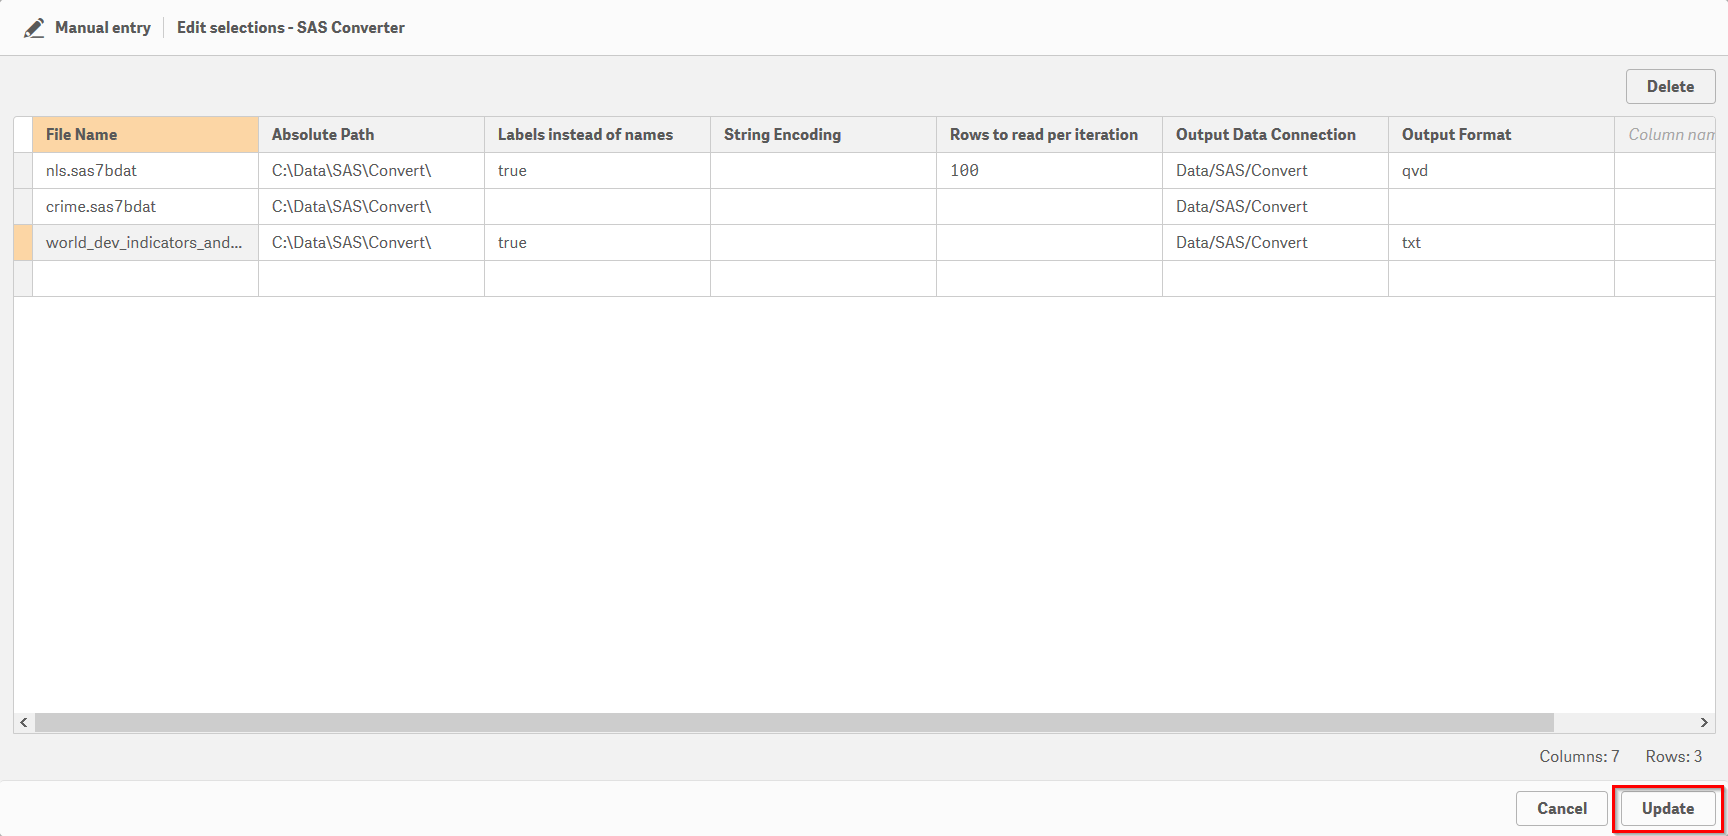 Manual entry Edit selections - SAS Converter
Delete
File Name Absolute Path Labels instead of names String Encoding Rows to read per iteration Output Data Connection Output Format Column nam
nls.sas7bdat C:\Data\SAS\Convert\ true 100 Data/SAS/Convert qvd
crime.sas7bdat C:\Data\SAS\Convert\ Data/SAS/Convert
world_dev_indicators_and... C:\Data\SAS\Convert\ true Data/SAS/Convert txt
Columns: 7 Rows: 3
Cancel Update